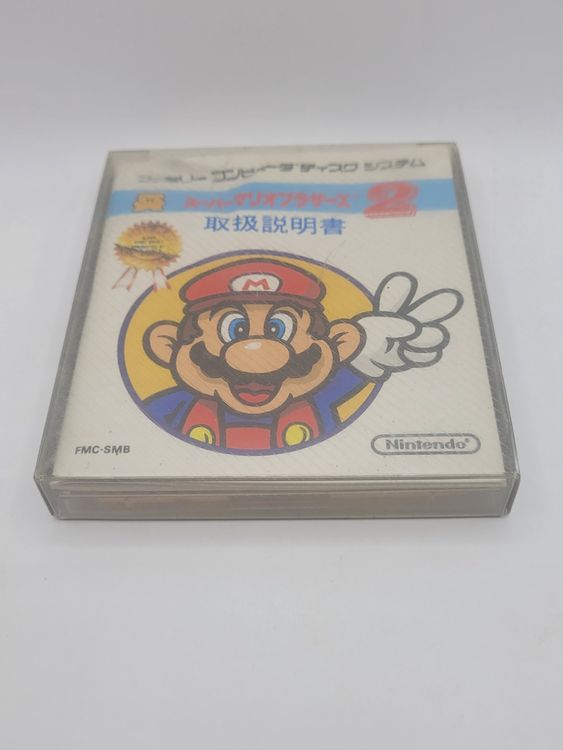 ファミリー コンピュータ ディスク システム
スーパーマリオブラザーズ 2
取扱説明書
M
FMC-SMB
Nintendo®